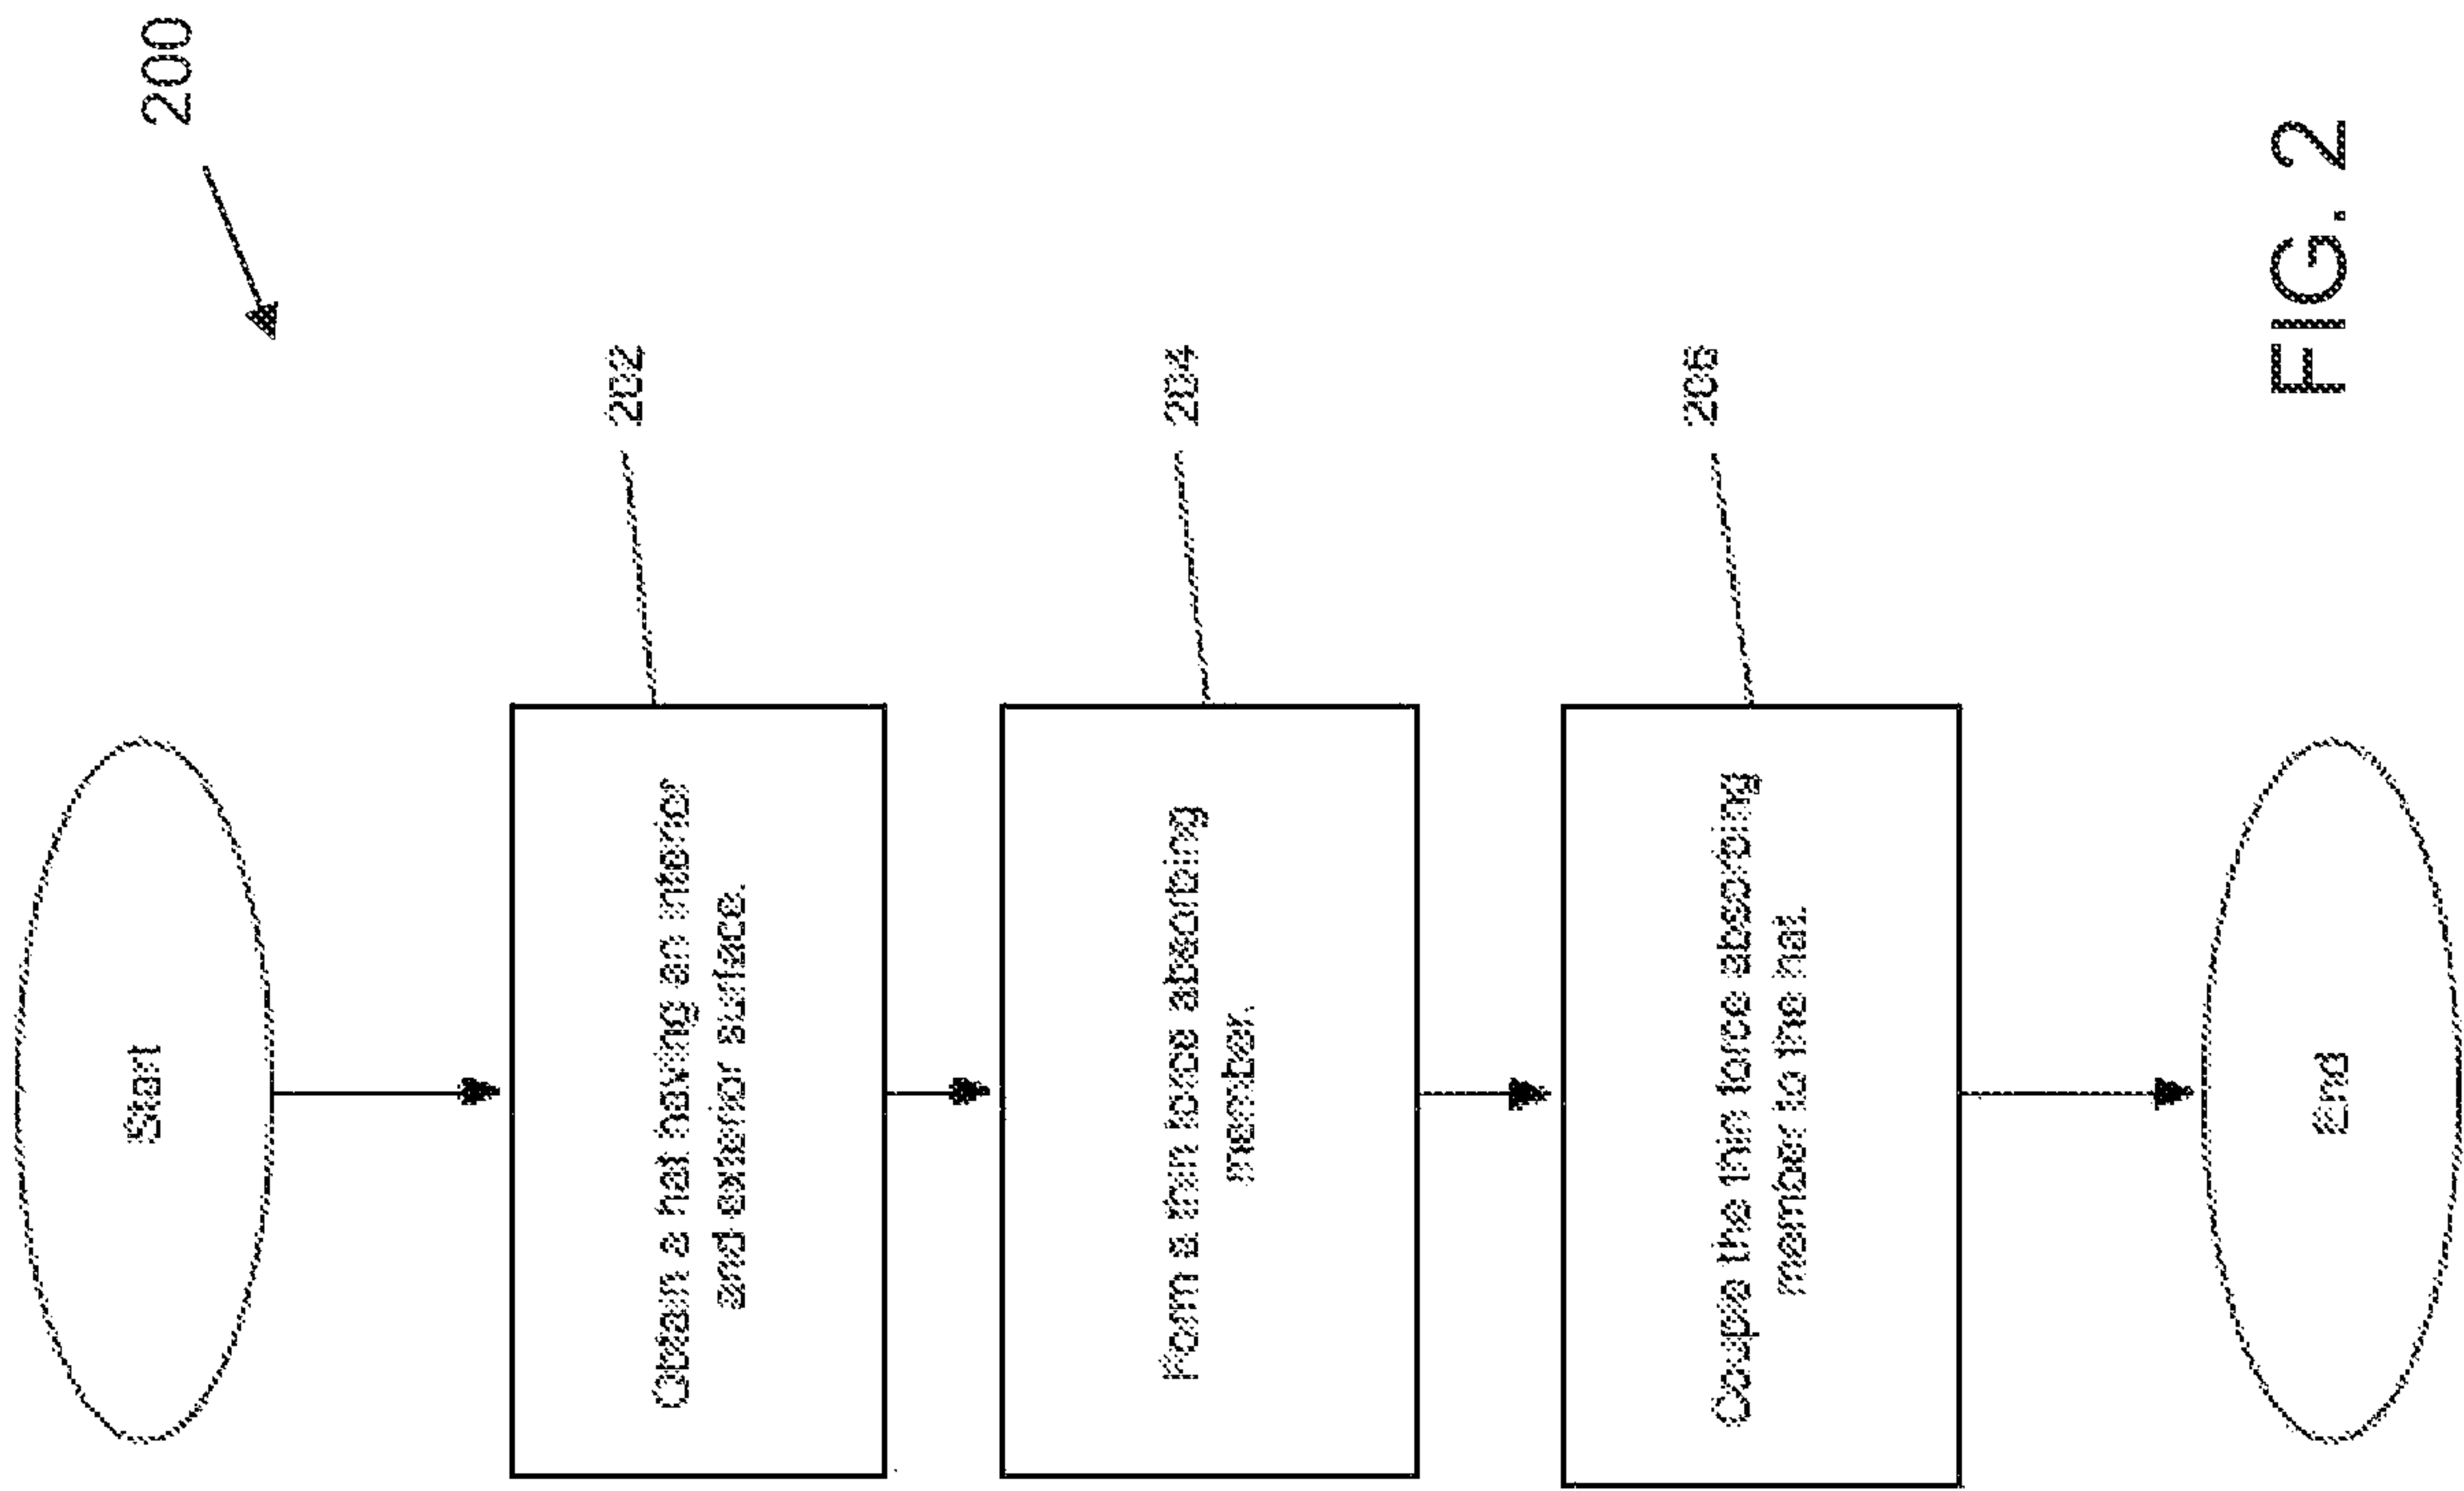 200
Start
Obtain a hat having an interior
and exterior surface.
202
Form a thin force absorbing
member.
204
Couple the thin force absorbing
member to the hat.
206
End
FIG. 2